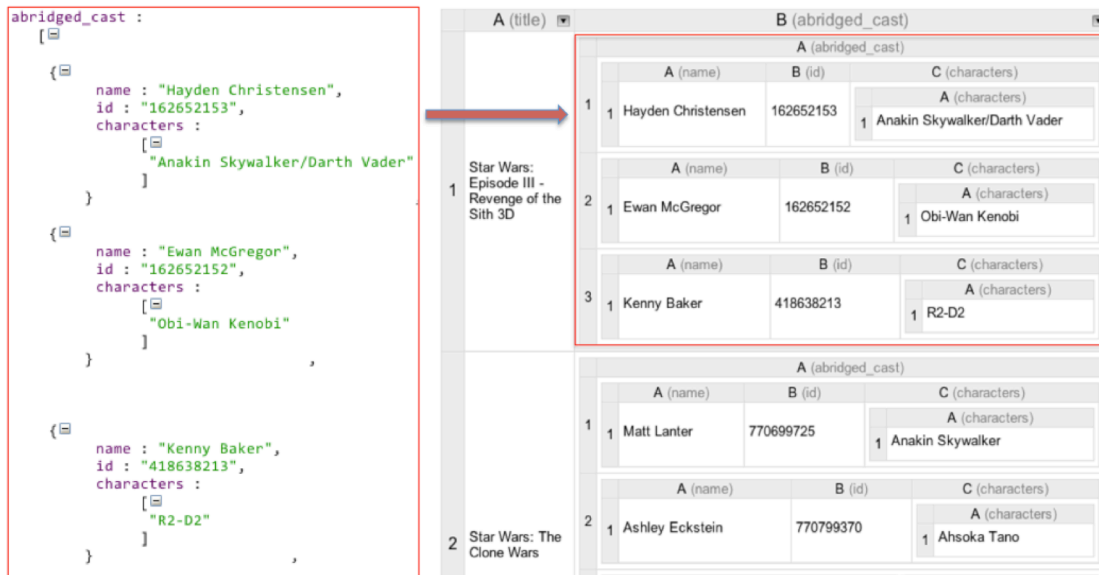 abridged_cast :
[
{
name : "Hayden Christensen",
id : "162652153",
characters :
[
"Anakin Skywalker/Darth Vader"
]
} ,
{
name : "Ewan McGregor",
id : "162652152",
characters :
[
"Obi-Wan Kenobi"
]
} ,
{
name : "Kenny Baker",
id : "418638213",
characters :
[
"R2-D2"
]
} ,
A (title) B (abridged_cast)
1
Star Wars:
Episode III -
Revenge of the
Sith 3D
A (abridged_cast)
1
A (name) B (id) C (characters)
1 Hayden Christensen 162652153
A (characters)
1 Anakin Skywalker/Darth Vader
2
A (name) B (id) C (characters)
1 Ewan McGregor 162652152
A (characters)
1 Obi-Wan Kenobi
3
A (name) B (id) C (characters)
1 Kenny Baker 418638213
A (characters)
1 R2-D2
2
Star Wars: The
Clone Wars
A (abridged_cast)
1
A (name) B (id) C (characters)
1 Matt Lanter 770699725
A (characters)
1 Anakin Skywalker
2
A (name) B (id) C (characters)
1 Ashley Eckstein 770799370
A (characters)
1 Ahsoka Tano